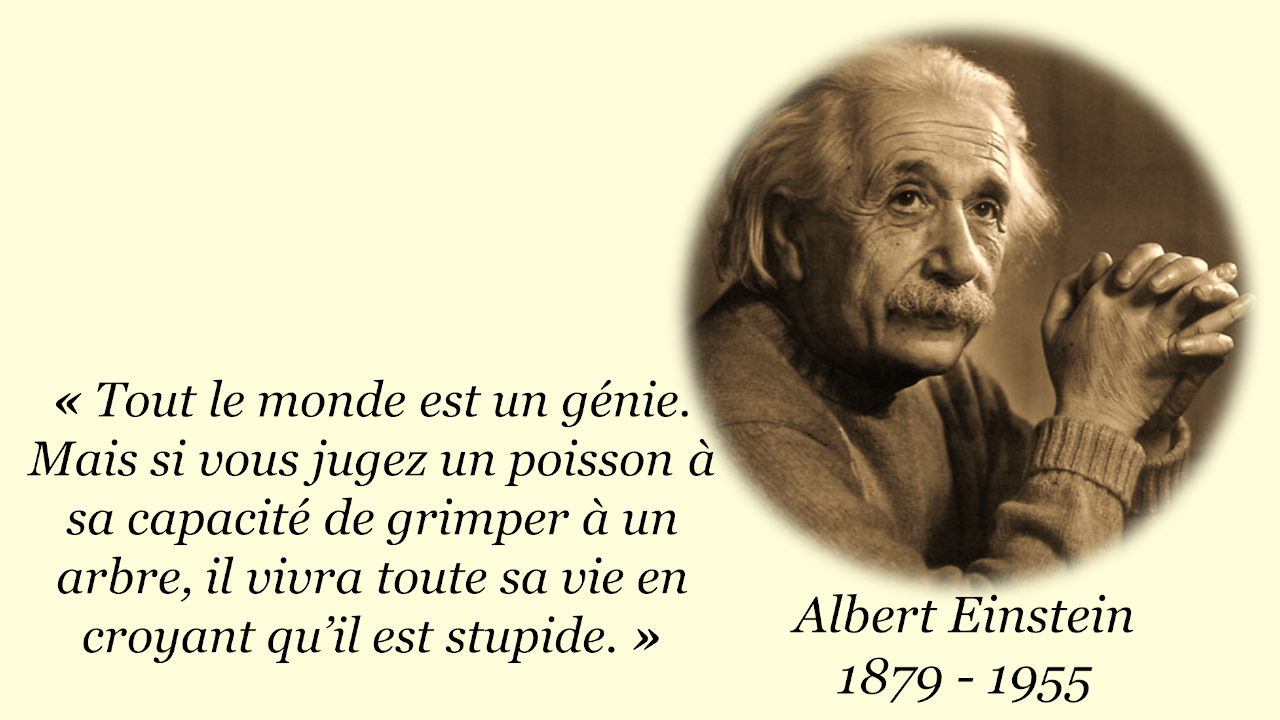 « Tout le monde est un génie.
Mais si vous jugez un poisson à
sa capacité de grimper à un
arbre, il vivra toute sa vie en
croyant qu’il est stupide. »
Albert Einstein
1879 - 1955